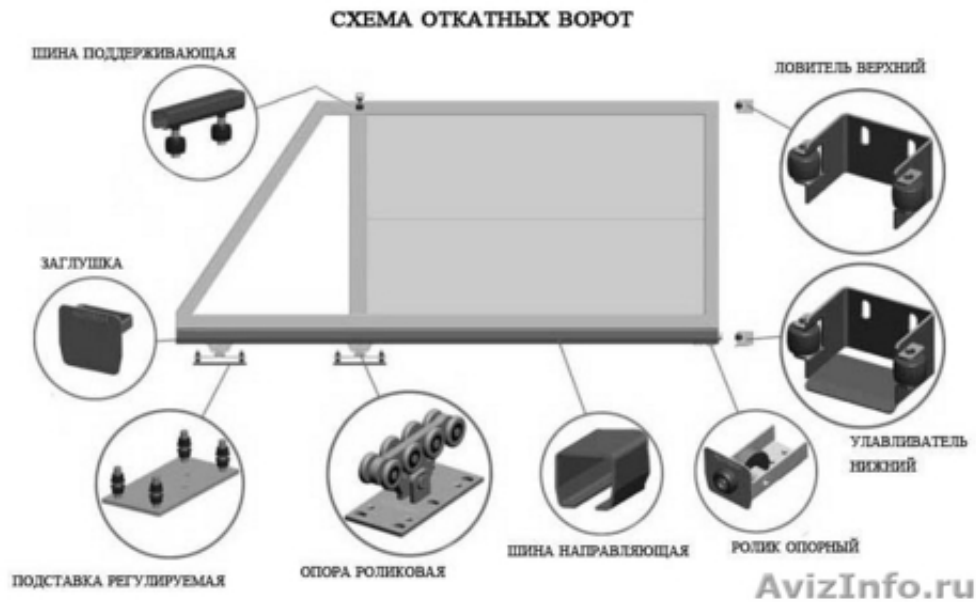 СХЕМА ОТКАТНЫХ ВОРОТ
ШИНА ПОДДЕРЖИВАЮЩАЯ
ЛОВИТЕЛЬ ВЕРХНИЙ
ЗАГЛУШКА
УЛАВЛИВАТЕЛЬ
НИЖНИЙ
ПОДСТАВКА РЕГУЛИРУЕМАЯ
ОПОРА РОЛИКОВАЯ
ШИНА НАПРАВЛЯЮЩАЯ
РОЛИК ОПОРНЫЙ
AvizInfo.ru